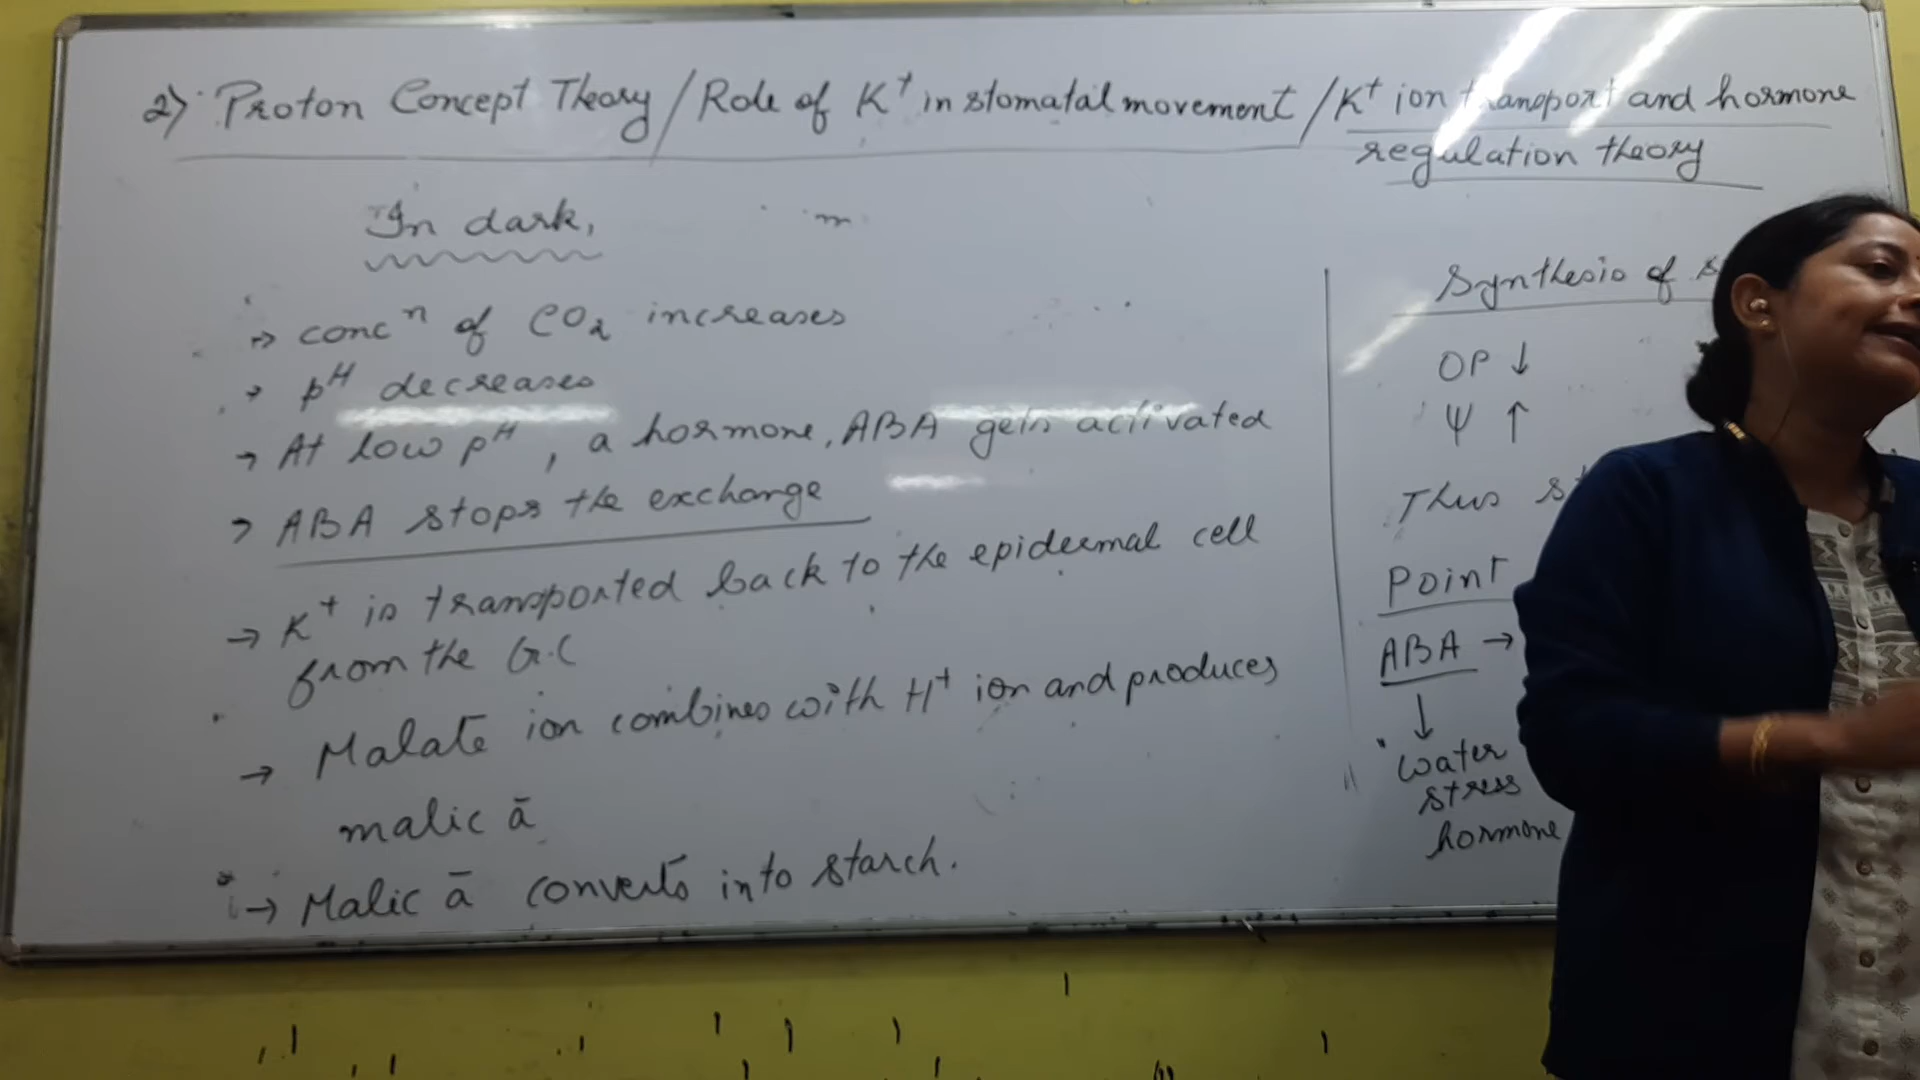 2) Proton Concept Theory / Role of K⁺ in stomatal movement / K⁺ ion transport and hormone
regulation theory
In dark,
→ concⁿ of CO₂ increases
→ pᴴ decreases
→ At low pᴴ, a hormone, ABA gets activated
→ ABA stops the exchange
→ K⁺ is transported back to the epidermal cell
from the G.C
→ Malate ion combines with H⁺ ion and produces
malic ā
→ Malic ā converts into starch.
Synthesis of
OP ↓
Ψ ↑
Thus
Point
ABA →
↓
Water
stress
hormone